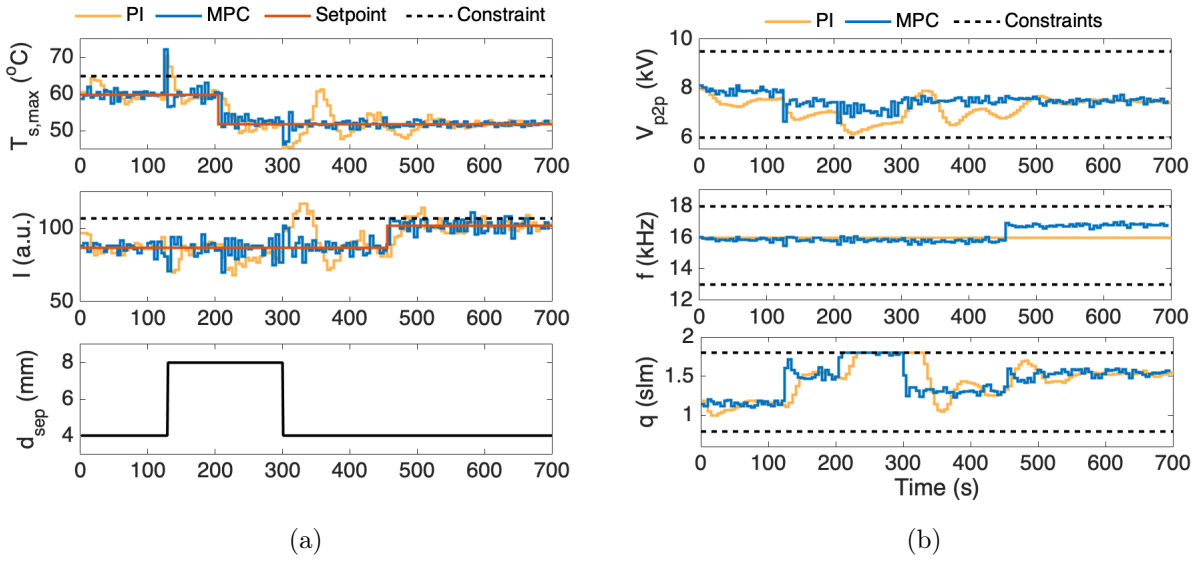 PI MPC Setpoint Constraint
T s,max (°C)
70
60
50
0 100 200 300 400 500 600 700
I (a.u.)
100
50
0 100 200 300 400 500 600 700
d sep (mm)
8
6
4
0 100 200 300 400 500 600 700
(a)
PI MPC Constraints
V p2p (kV)
10
8
6
0 100 200 300 400 500 600 700
f (kHz)
18
16
14
12
0 100 200 300 400 500 600 700
q (slm)
2
1.5
1
0 100 200 300 400 500 600 700
Time (s)
(b)